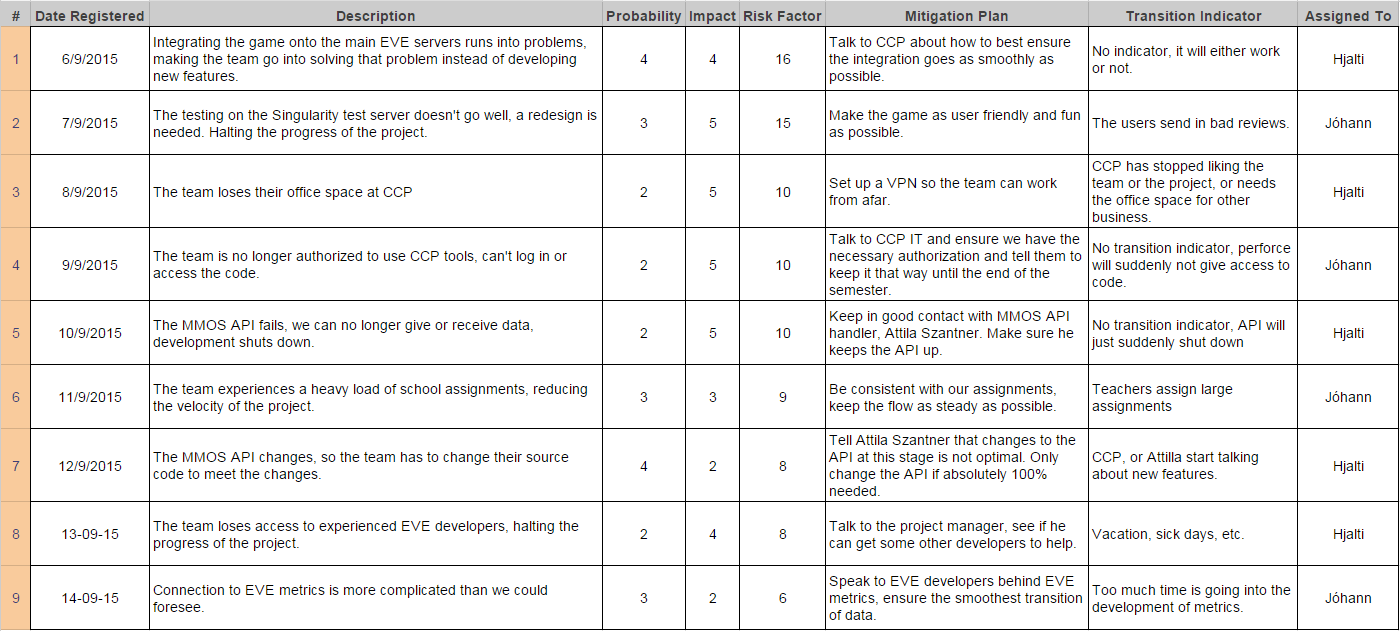 # Date Registered Description Probability Impact Risk Factor Mitigation Plan Transition Indicator Assigned To
1
6/9/2015
Integrating the game onto the main EVE servers runs into problems,
making the team go into solving that problem instead of developing
new features.
4
4
16
Talk to CCP about how to best ensure
the integration goes as smoothly as
possible.
No indicator, it will either work
or not.
Hjalti
2
7/9/2015
The testing on the Singularity test server doesn't go well, a redesign is
needed. Halting the progress of the project.
3
5
15
Make the game as user friendly and fun
as possible.
The users send in bad reviews.
Jóhann
3
8/9/2015
The team loses their office space at CCP
2
5
10
Set up a VPN so the team can work
from afar.
CCP has stopped liking the
team or the project, or needs
the office space for other
business.
Hjalti
4
9/9/2015
The team is no longer authorized to use CCP tools, can't log in or
access the code.
2
5
10
Talk to CCP IT and ensure we have the
necessary authorization and tell them to
keep it that way until the end of the
semester.
No transition indicator, perforce
will suddenly not give access to
code.
Jóhann
5
10/9/2015
The MMOS API fails, we can no longer give or receive data,
development shuts down.
2
5
10
Keep in good contact with MMOS API
handler, Attila Szantner. Make sure he
keeps the API up.
No transition indicator, API will
just suddenly shut down
Hjalti
6
11/9/2015
The team experiences a heavy load of school assignments, reducing
the velocity of the project.
3
3
9
Be consistent with our assignments,
keep the flow as steady as possible.
Teachers assign large
assignments
Jóhann
7
12/9/2015
The MMOS API changes, so the team has to change their source
code to meet the changes.
4
2
8
Tell Attila Szantner that changes to the
API at this stage is not optimal. Only
change the API if absolutely 100%
needed.
CCP, or Attilla start talking
about new features.
Hjalti
8
13-09-15
The team loses access to experienced EVE developers, halting the
progress of the project.
2
4
8
Talk to the project manager, see if he
can get some other developers to help.
Vacation, sick days, etc.
Hjalti
9
14-09-15
Connection to EVE metrics is more complicated than we could
foresee.
3
2
6
Speak to EVE developers behind EVE
metrics, ensure the smoothest transition
of data.
Too much time is going into the
development of metrics.
Jóhann